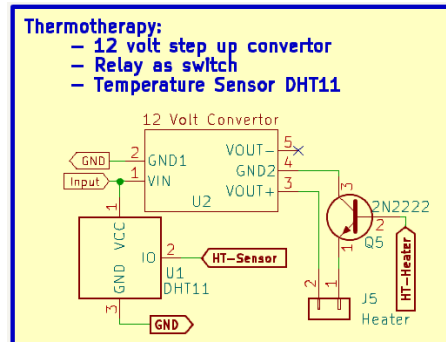 Thermotherapy:
— 12 volt step up convertor
— Relay as switch
— Temperature Sensor DHT11
12 Volt Convertor
VOUT- 5
GND 2 GND1 GND2 4
Input 1 VIN VOUT+ 3
U2
3
2N2222
2
Q5
1
1
VCC
IO 2 HT-Sensor
U1
DHT11
GND
3
GND
HT-Heater
2
1
J5
Heater